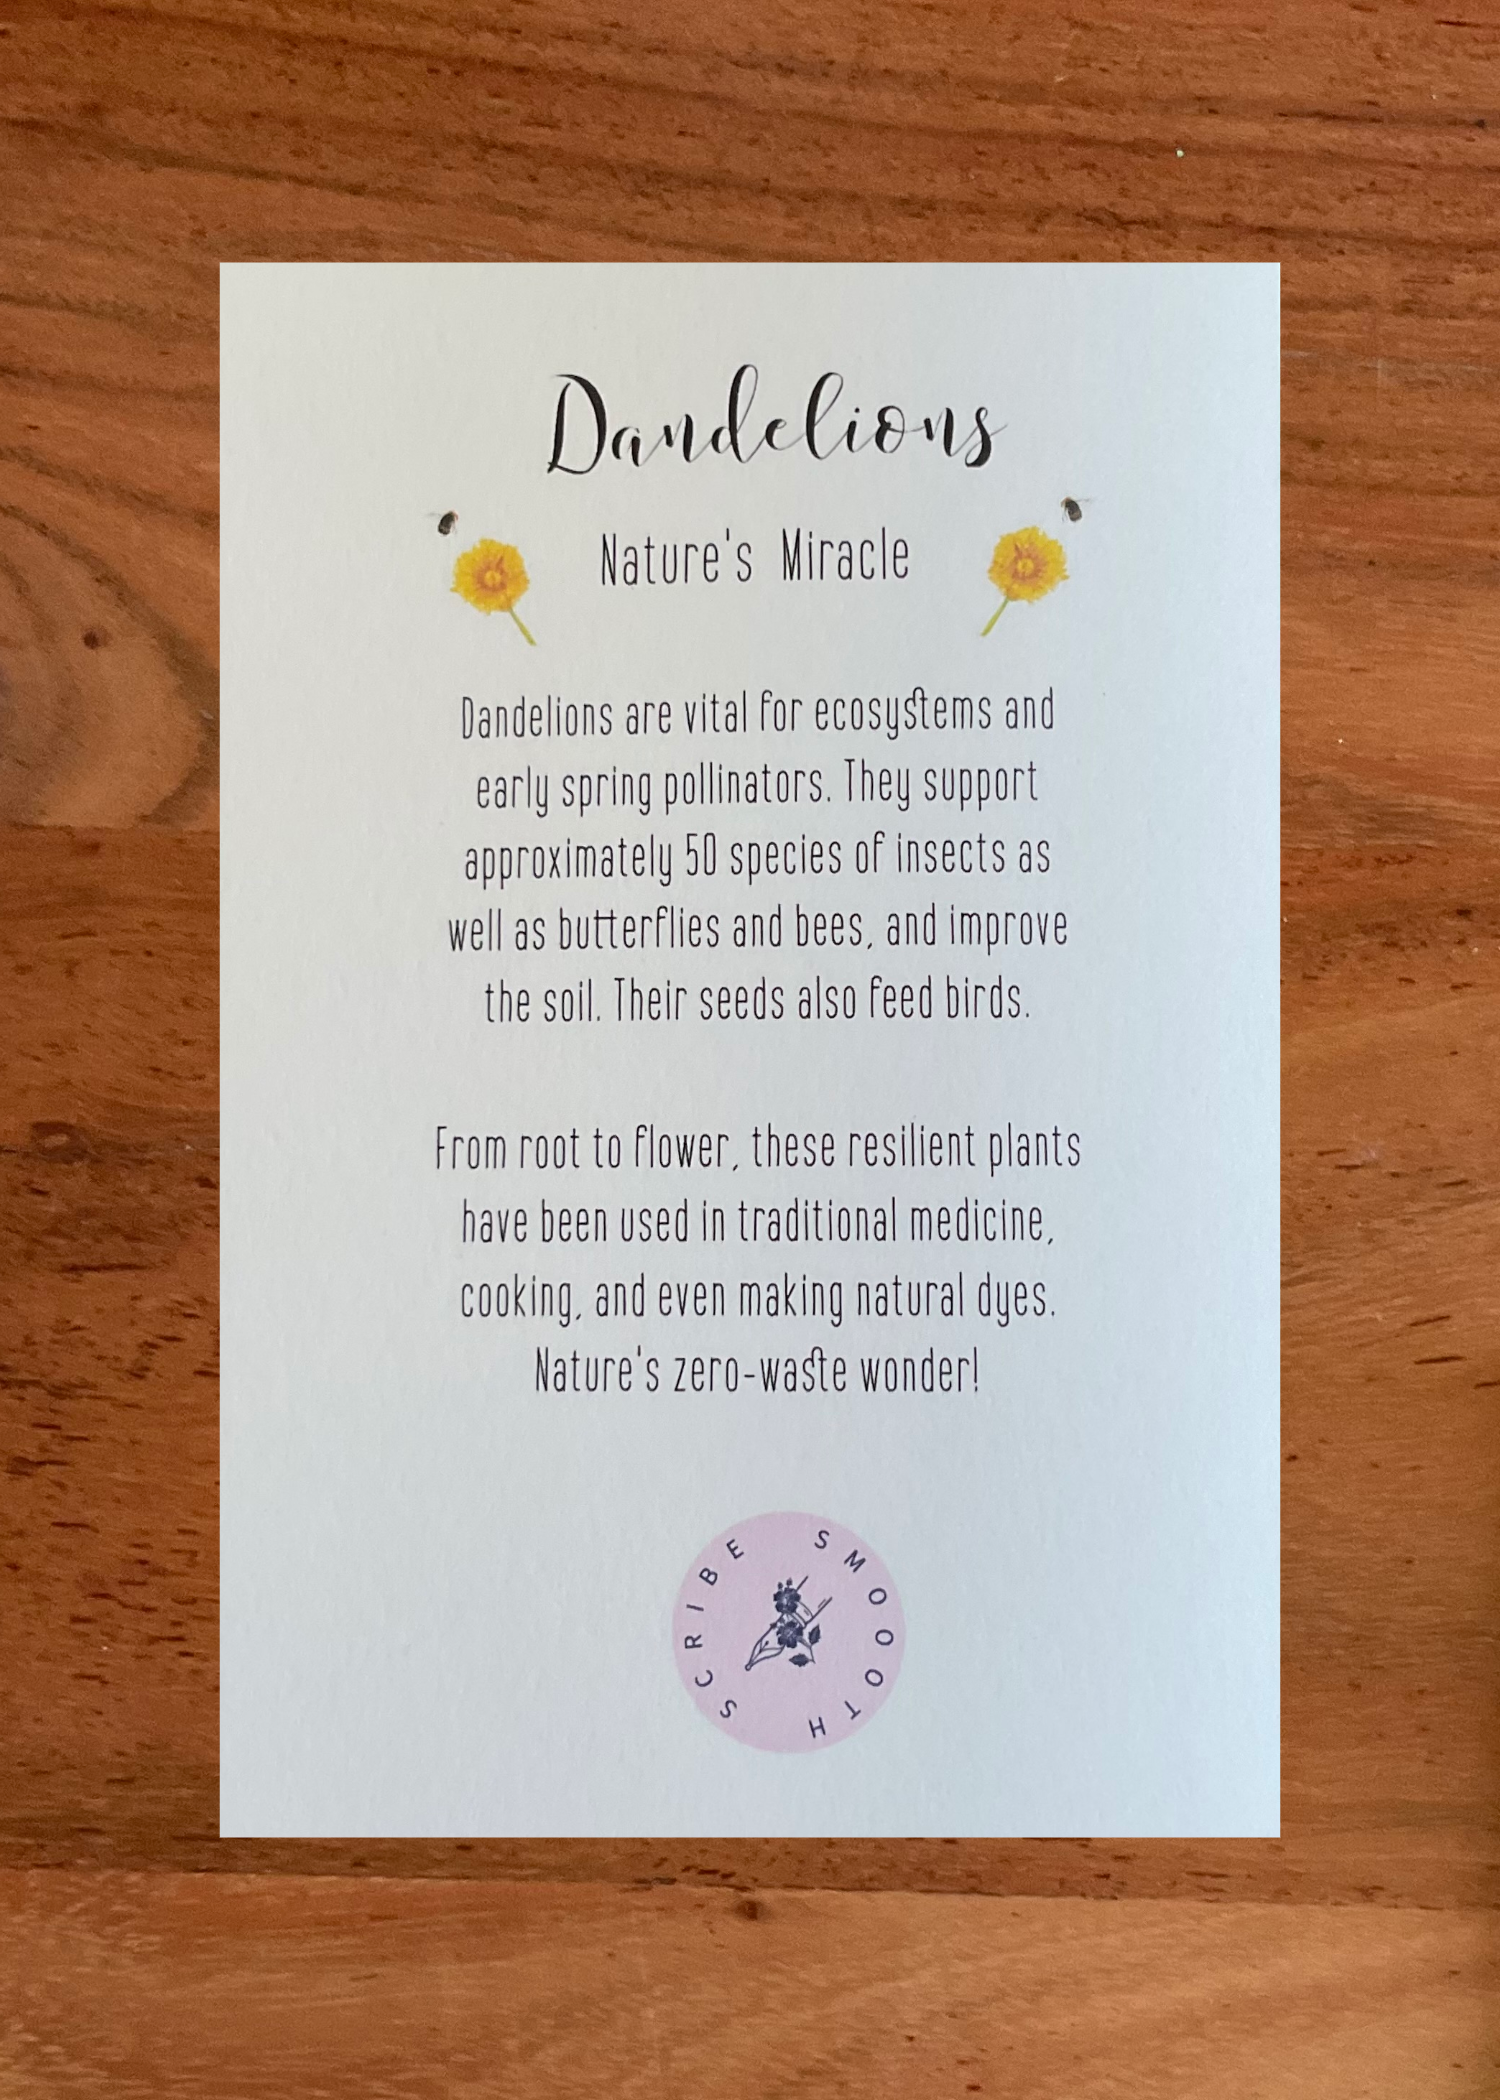 Dandelions
Nature's Miracle
Dandelions are vital for ecosystems and
early spring pollinators. They support
approximately 50 species of insects as
well as butterflies and bees, and improve
the soil. Their seeds also feed birds.
From root to flower, these resilient plants
have been used in traditional medicine,
cooking, and even making natural dyes.
Nature's zero-waste wonder!
SCRIBE SMOOOTH